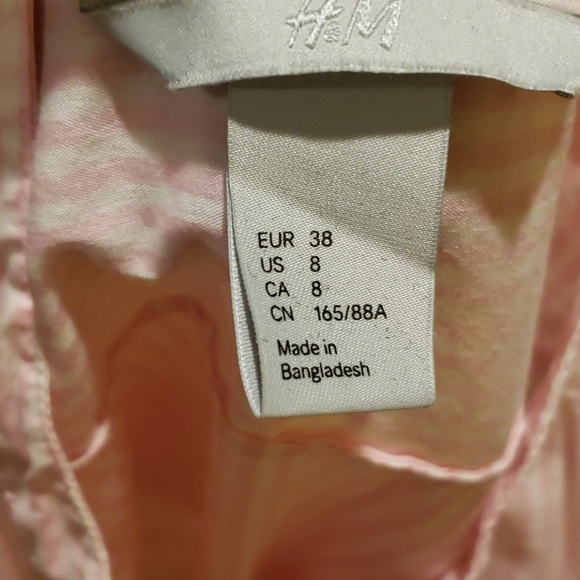 H&M
EUR 38
US 8
CA 8
CN 165/88A
Made in
Bangladesh